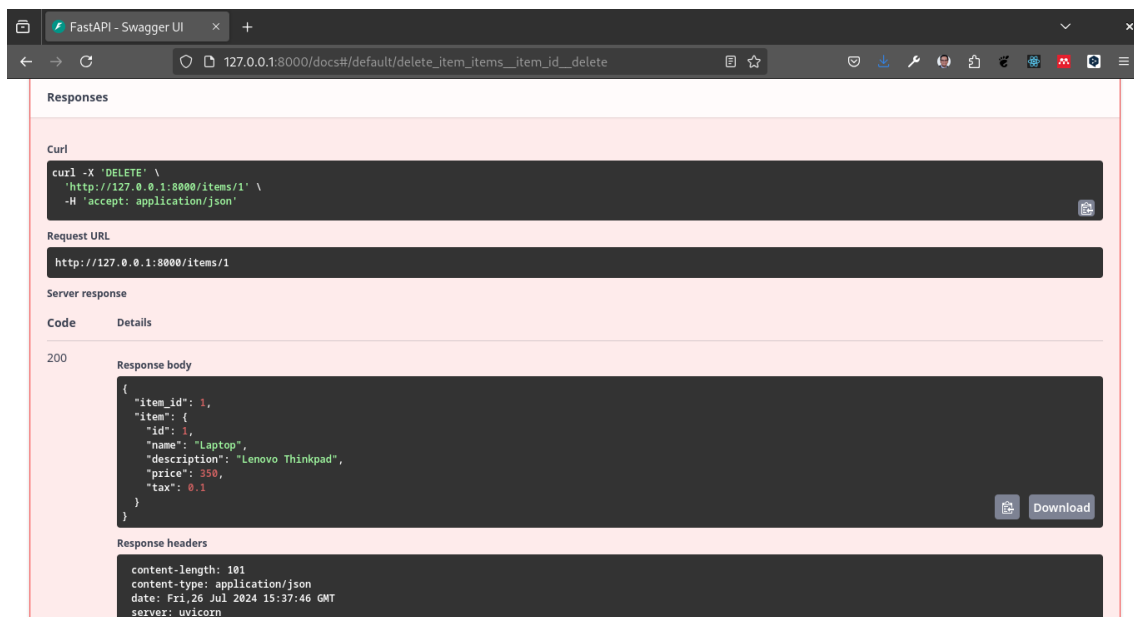 FastAPI - Swagger UI
127.0.0.1:8000/docs#/default/delete_item_items__item_id__delete
Responses
Curl
curl -X 'DELETE' \
'http://127.0.0.1:8000/items/1' \
-H 'accept: application/json'
Request URL
http://127.0.0.1:8000/items/1
Server response
Code Details
200
Response body
{
"item_id": 1,
"item": {
"id": 1,
"name": "Laptop",
"description": "Lenovo Thinkpad",
"price": 350,
"tax": 0.1
}
}
Download
Response headers
content-length: 101
content-type: application/json
date: Fri,26 Jul 2024 15:37:46 GMT
server: uvicorn